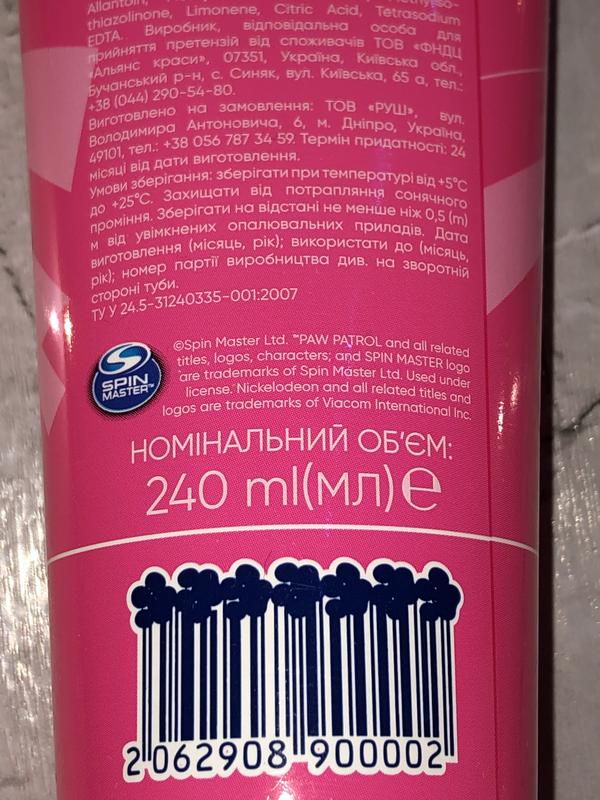 Allantoin,
thiazolinone, Limonene, Citric Acid, Tetrasodium
EDTA. Виробник, відповідальна особа для
прийняття претензій від споживачів ТОВ «ФНДЦ
«Альянс краси», 07351, Україна, Київська обл.,
Бучанський р-н, с. Синяк, вул. Київська, 65 а, тел.:
+38 (044) 290-54-80.
Виготовлено на замовлення: ТОВ «РУШ», вул.
Володимира Антоновича, 6, м. Дніпро, Україна,
49101, тел.: +38 056 787 34 59. Термін придатності: 24
місяці від дати виготовлення.
Умови зберігання: зберігати при температурі від +5°C
до +25°C. Захищати від потрапляння сонячного
проміння. Зберігати на відстані не менше ніж 0,5 (m)
м від увімкнених опалювальних приладів. Дата
виготовлення (місяць, рік); використати до (місяць,
рік); номер партії виробництва див. на зворотній
стороні туби.
ТУ У 24.5-31240335-001:2007
SPIN
MASTER™
©Spin Master Ltd. ™PAW PATROL and all related
titles, logos, characters; and SPIN MASTER logo
are trademarks of Spin Master Ltd. Used under
license. Nickelodeon and all related titles and
logos are trademarks of Viacom International Inc.
НОМІНАЛЬНИЙ ОБ'ЄМ:
240 ml(мл)℮
2 062908 900002